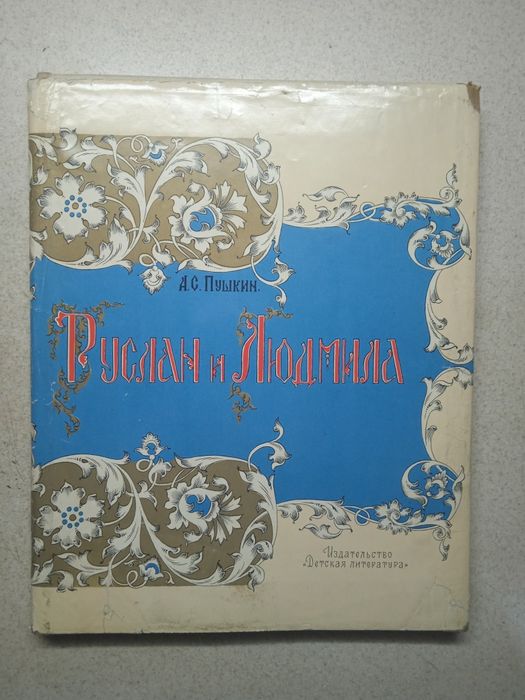 А.С. Пушкин.
Руслан и Людмила
Издательство
«Детская литература»